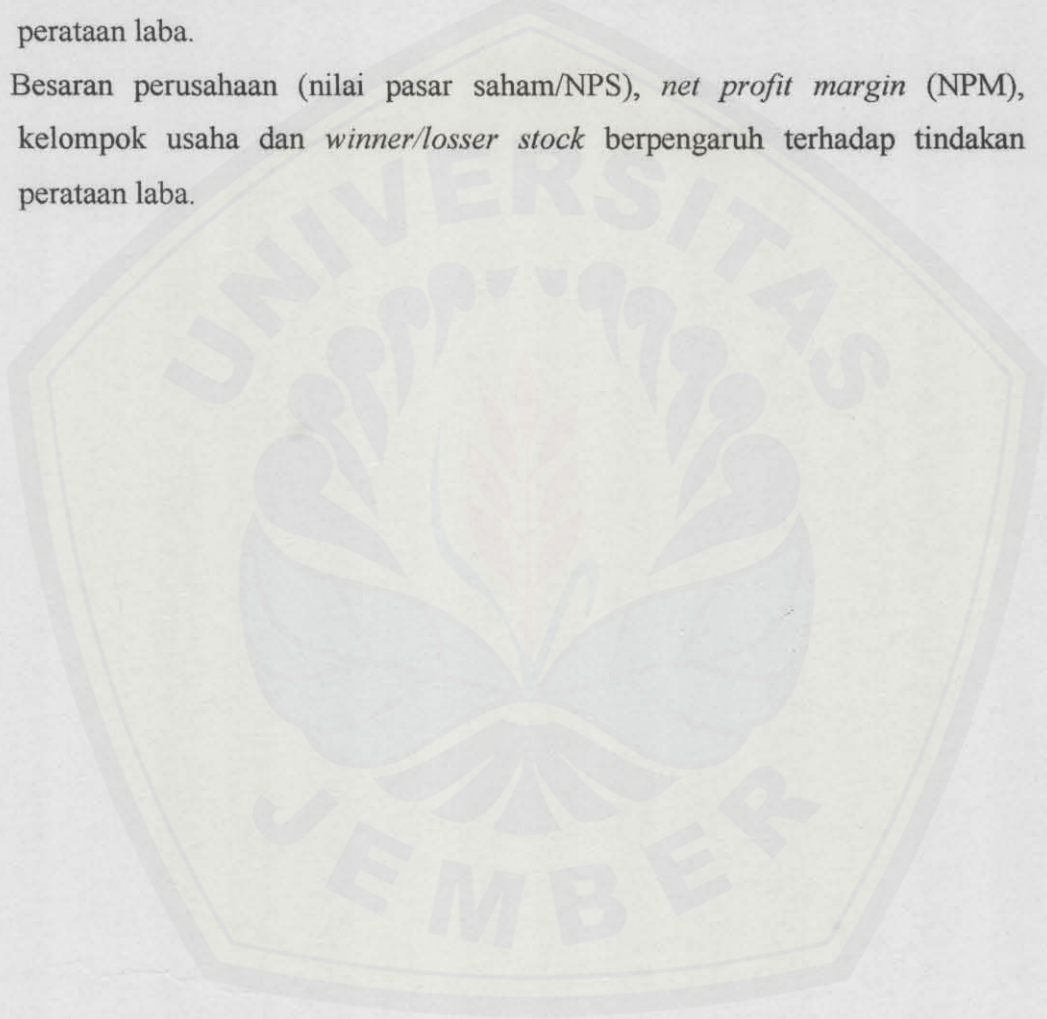 perataan laba.
Besaran perusahaan (nilai pasar saham/NPS), net profit margin (NPM),
kelompok usaha dan winner/losser stock berpengaruh terhadap tindakan
perataan laba.
UNIVERSITAS
JEMBER